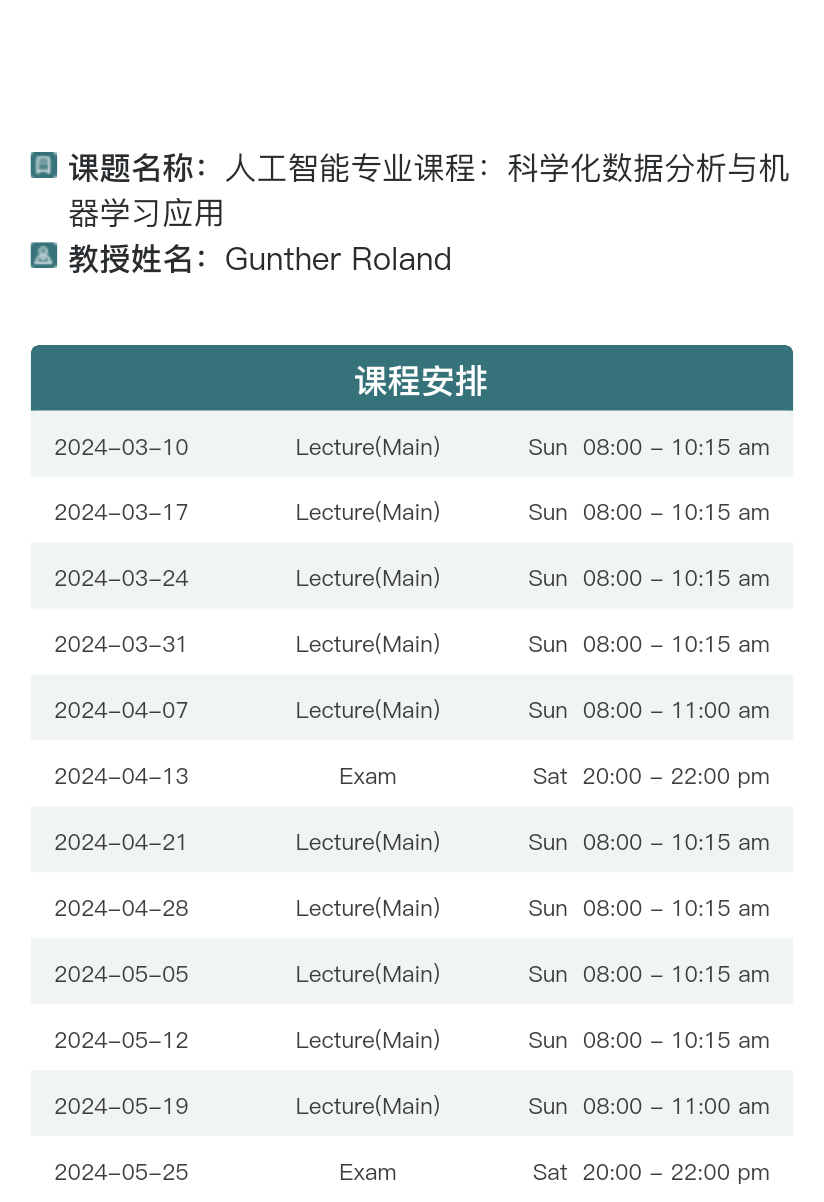 课题名称：人工智能专业课程：科学化数据分析与机
器学习应用
教授姓名：Gunther Roland
课程安排
2024-03-10 Lecture(Main) Sun 08:00 - 10:15 am
2024-03-17 Lecture(Main) Sun 08:00 - 10:15 am
2024-03-24 Lecture(Main) Sun 08:00 - 10:15 am
2024-03-31 Lecture(Main) Sun 08:00 - 10:15 am
2024-04-07 Lecture(Main) Sun 08:00 - 11:00 am
2024-04-13 Exam Sat 20:00 - 22:00 pm
2024-04-21 Lecture(Main) Sun 08:00 - 10:15 am
2024-04-28 Lecture(Main) Sun 08:00 - 10:15 am
2024-05-05 Lecture(Main) Sun 08:00 - 10:15 am
2024-05-12 Lecture(Main) Sun 08:00 - 10:15 am
2024-05-19 Lecture(Main) Sun 08:00 - 11:00 am
2024-05-25 Exam Sat 20:00 - 22:00 pm